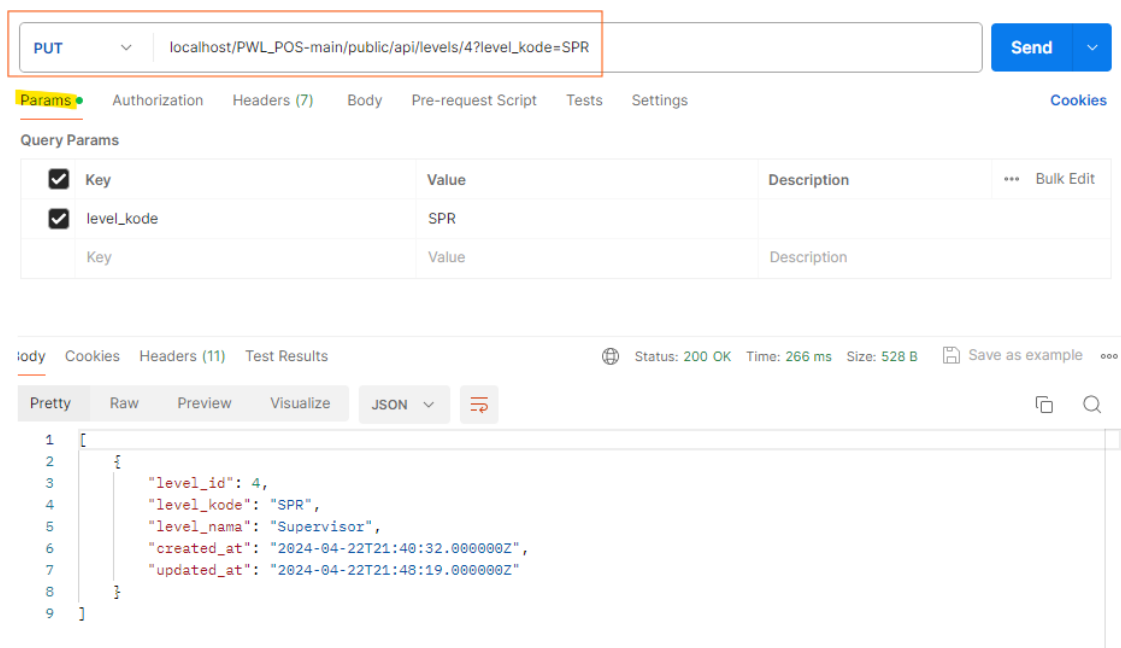 PUT localhost/PWL_POS-main/public/api/levels/4?level_kode=SPR Send
Params Authorization Headers (7) Body Pre-request Script Tests Settings Cookies
Query Params
Key Value Description ••• Bulk Edit
level_kode SPR
Key Value Description
Body Cookies Headers (11) Test Results Status: 200 OK Time: 266 ms Size: 528 B Save as example
Pretty Raw Preview Visualize JSON
1 [
2 {
3 "level_id": 4,
4 "level_kode": "SPR",
5 "level_nama": "Supervisor",
6 "created_at": "2024-04-22T21:40:32.000000Z",
7 "updated_at": "2024-04-22T21:48:19.000000Z"
8 }
9 ]